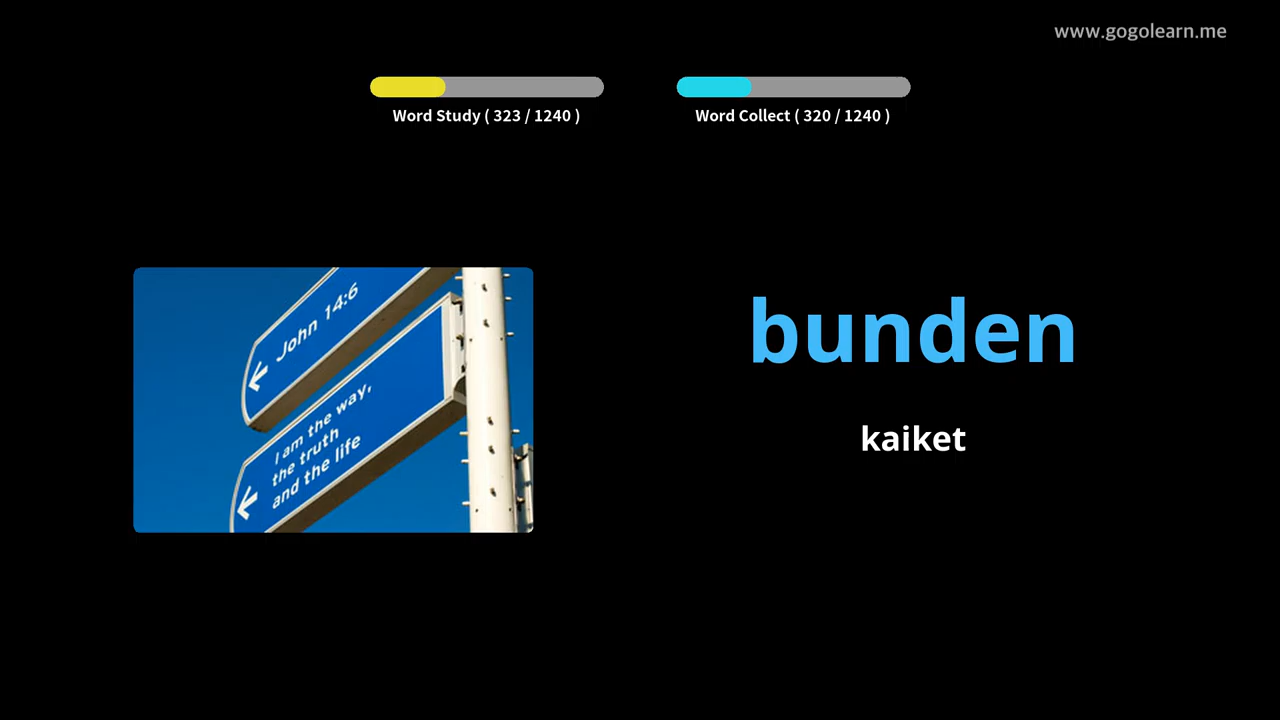 www.gogolearn.me
Word Study ( 323 / 1240 )
Word Collect ( 320 / 1240 )
John 14:6
I am the way,
the truth
and the life
bunden
kaiket